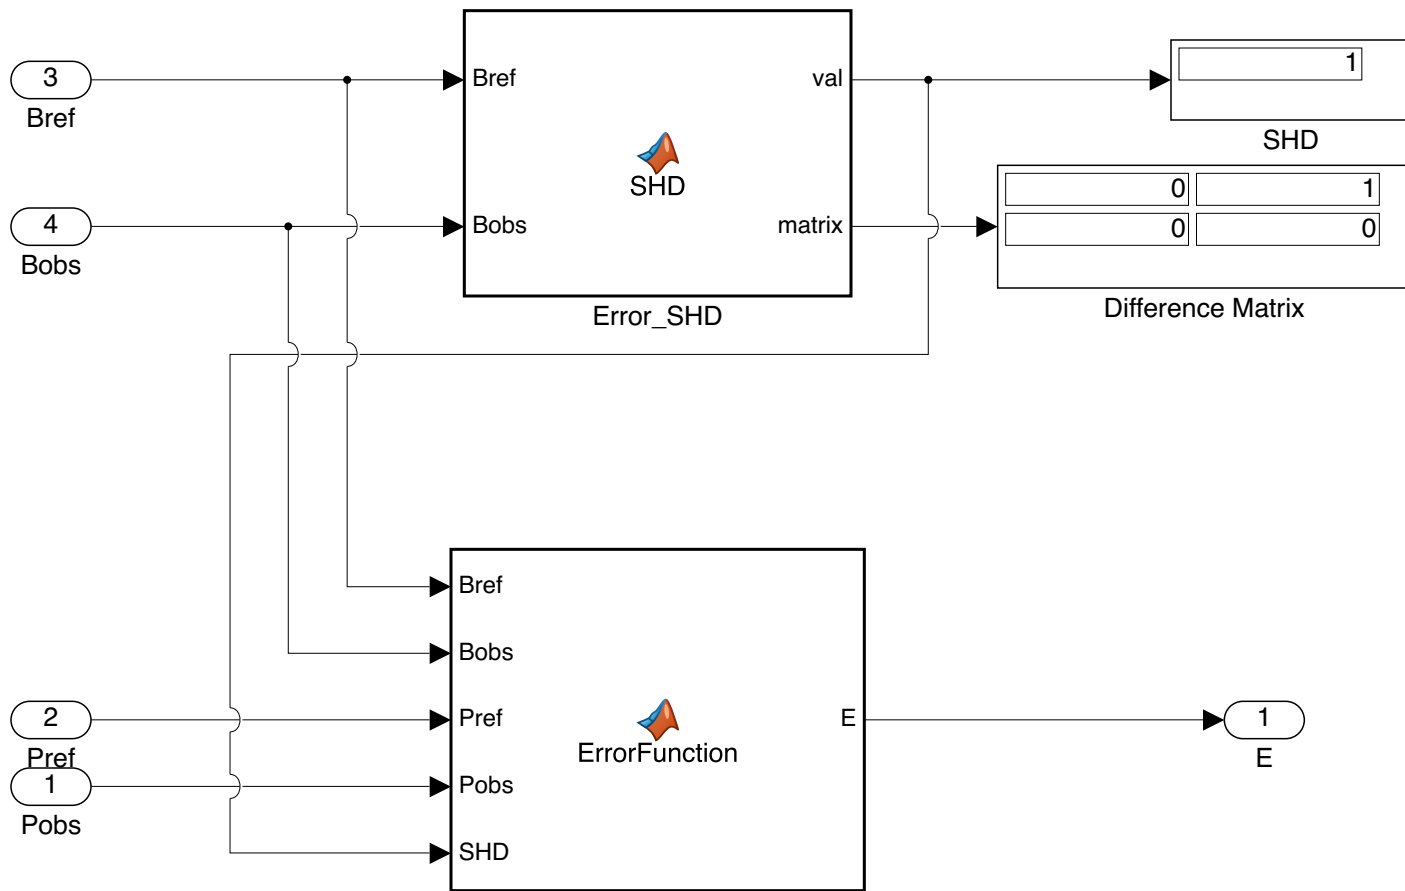 3
Bref
4
Bobs
Bref
Bobs
SHD
val
matrix
Error_SHD
1
SHD
0 1
0 0
Difference Matrix
2
Pref
1
Pobs
Bref
Bobs
Pref
Pobs
SHD
ErrorFunction
E
1
E